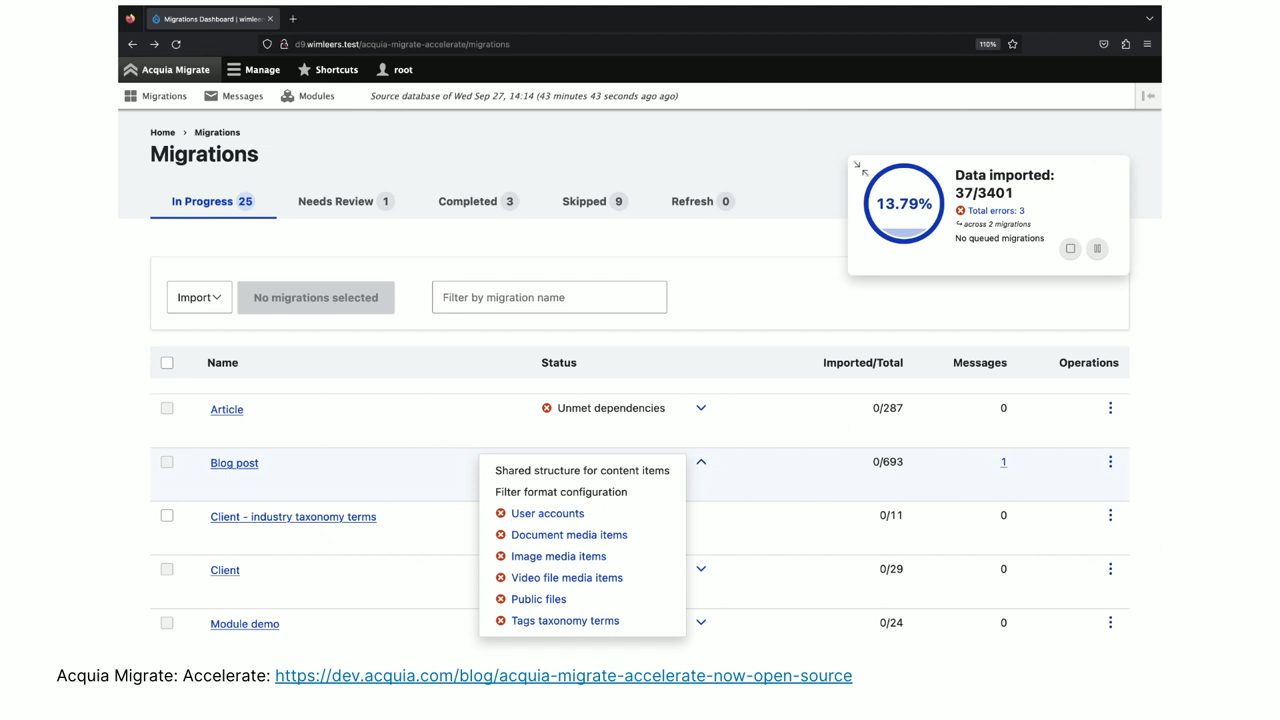 Migrations Dashboard | wimleer
d9.wimleers.test/acquia-migrate-accelerate/migrations
110%
Acquia Migrate
Manage
Shortcuts
root
Migrations
Messages
Modules
Source database of Wed Sep 27, 14:14 (43 minutes 43 seconds ago ago)
Home › Migrations
Migrations
In Progress 25
Needs Review 1
Completed 3
Skipped 9
Refresh 0
13.79%
Data imported:
37/3401
Total errors: 3
↪ across 2 migrations
No queued migrations
Import
No migrations selected
Filter by migration name
Name Status Imported/Total Messages Operations
Article Unmet dependencies 0/287 0
Blog post 0/693 1
Shared structure for content items
Filter format configuration
User accounts
Document media items
Image media items
Video file media items
Public files
Tags taxonomy terms
Client - industry taxonomy terms 0/11 0
Client 0/29 0
Module demo 0/24 0
Acquia Migrate: Accelerate: https://dev.acquia.com/blog/acquia-migrate-accelerate-now-open-source